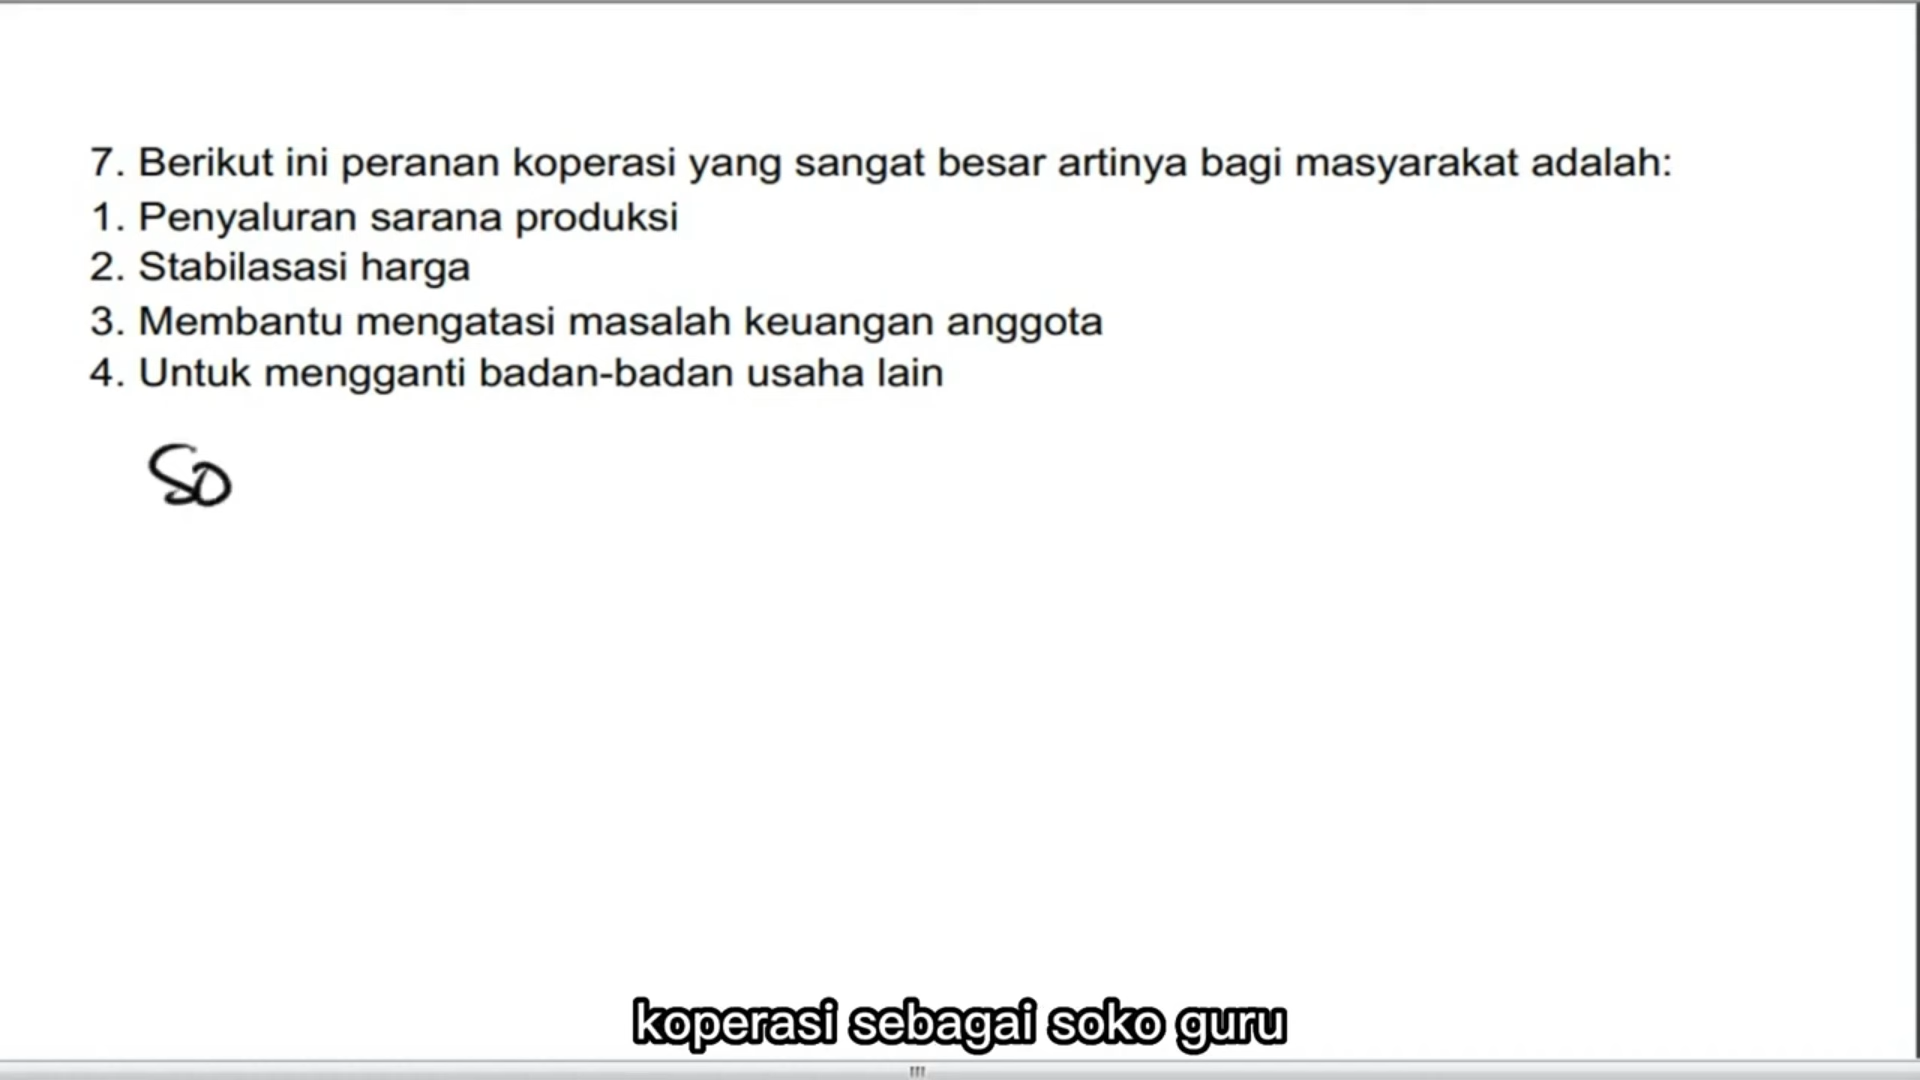 7. Berikut ini peranan koperasi yang sangat besar artinya bagi masyarakat adalah:
1. Penyaluran sarana produksi
2. Stabilasasi harga
3. Membantu mengatasi masalah keuangan anggota
4. Untuk mengganti badan-badan usaha lain
So
koperasi sebagai soko guru